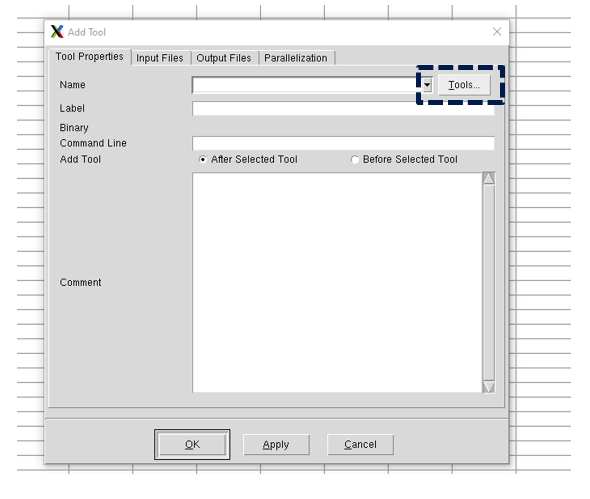 Add Tool
Tool Properties Input Files Output Files Parallelization
Name Tools...
Label
Binary
Command Line
Add Tool After Selected Tool Before Selected Tool
Comment
OK Apply Cancel